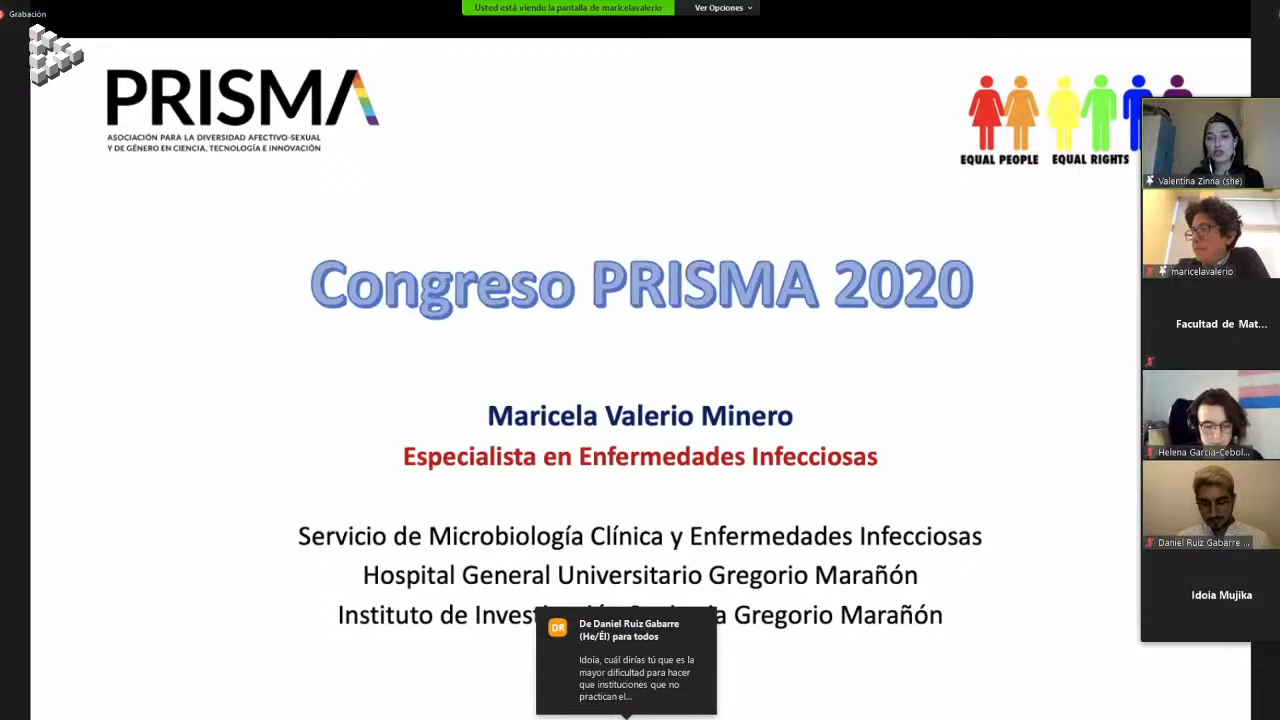 Grabación
Usted está viendo la pantalla de maricelavalerio
Ver Opciones
PRISMA
ASOCIACIÓN PARA LA DIVERSIDAD AFECTIVO-SEXUAL
Y DE GÉNERO EN CIENCIA, TECNOLOGÍA E INNOVACIÓN
EQUAL PEOPLE EQUAL RIGHTS
Congreso PRISMA 2020
Maricela Valerio Minero
Especialista en Enfermedades Infecciosas
Servicio de Microbiología Clínica y Enfermedades Infecciosas
Hospital General Universitario Gregorio Marañón
Instituto de Gregorio Marañón
DR
De Daniel Ruiz Gabarre
(He/Él) para todos
Idoia, cuál dirías tú que es la
mayor dificultad para hacer
que instituciones que no
practican el...
Valentina Zinna (she)
maricelavalerio
Facultad de Mat...
Helena García-Cebol...
Daniel Ruiz Gabarre ...
Idoia Mujika